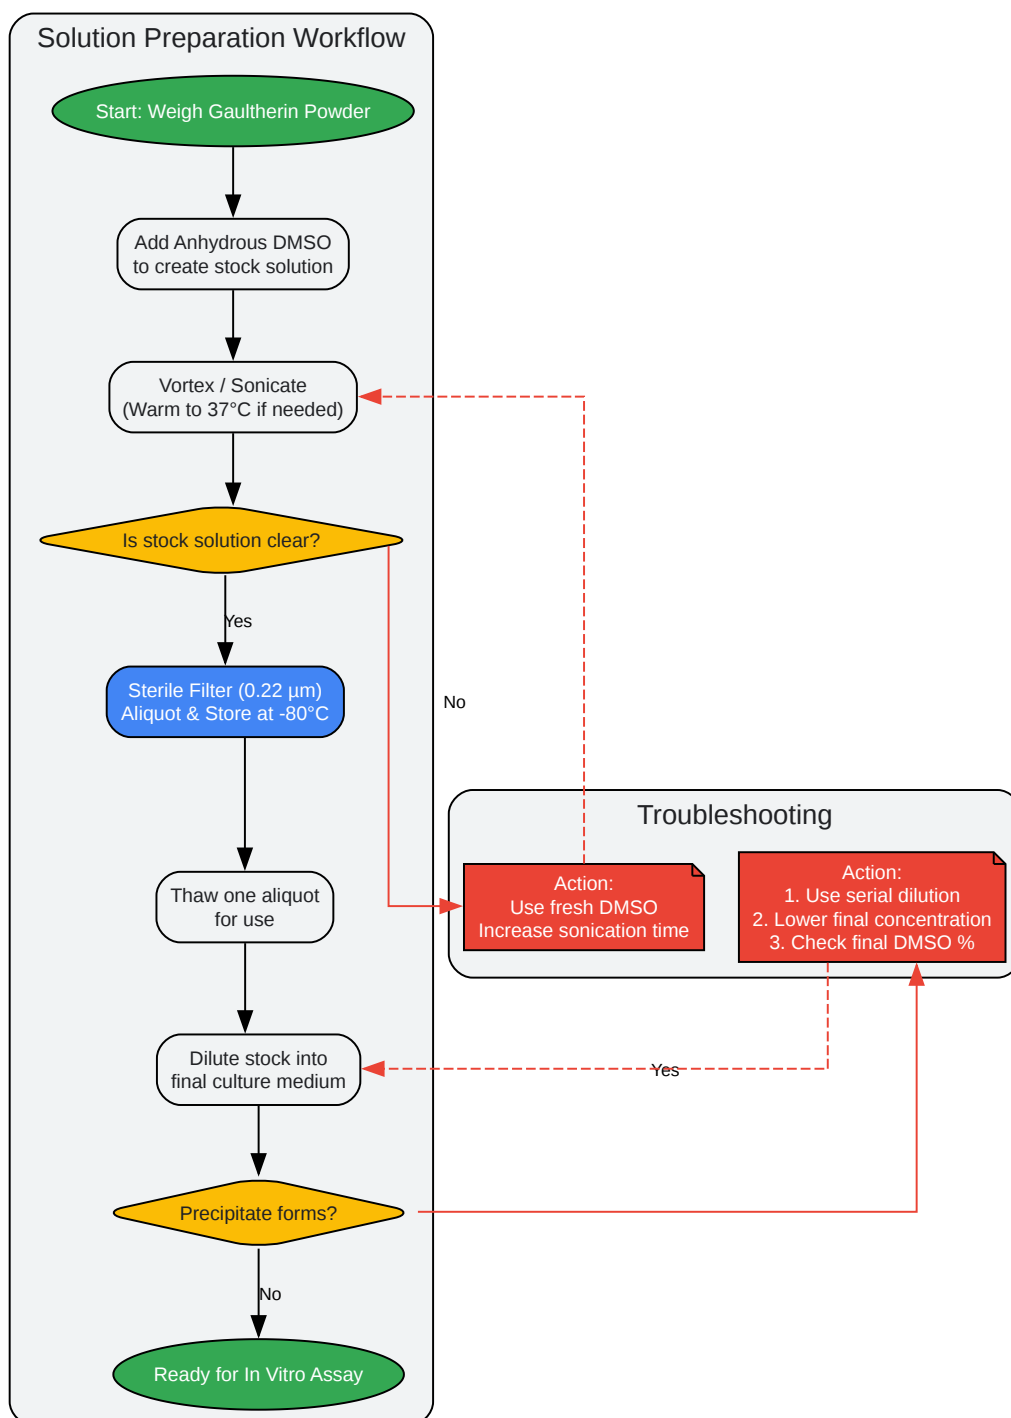 Solution Preparation Workflow
Start: Weigh Gaultherin Powder
Add Anhydrous DMSO
to create stock solution
Vortex / Sonicate
(Warm to 37°C if needed)
Is stock solution clear?
Yes
Sterile Filter (0.22 µm)
Aliquot & Store at -80°C
No
Troubleshooting
Action:
Use fresh DMSO
Increase sonication time
Action:
1. Use serial dilution
2. Lower final concentration
3. Check final DMSO %
Thaw one aliquot
for use
Dilute stock into
final culture medium
Yes
Precipitate forms?
No
Ready for In Vitro Assay